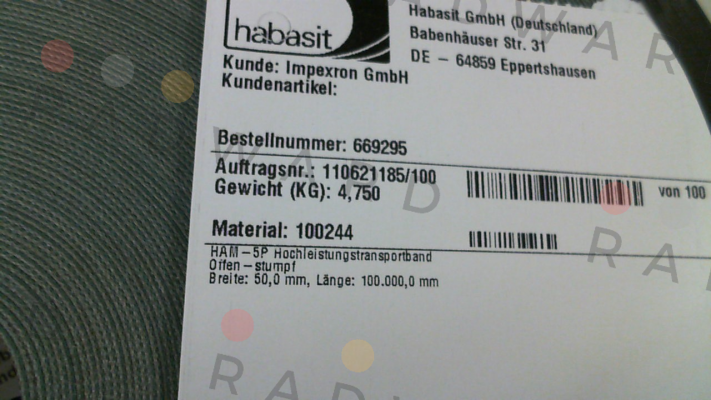 habasit
Habasit GmbH (Deutschland)
Babenhäuser Str. 31
DE – 64859 Eppertshausen
Kunde: Impexron GmbH
Kundenartikel:
Bestellnummer: 669295
Auftragsnr.: 110621185/100
von 100
Gewicht (KG): 4,750
Material: 100244
HAM–5P Hochleistungstransportband
Offen–stumpf
Breite: 50,0 mm, Länge: 100.000,0 mm